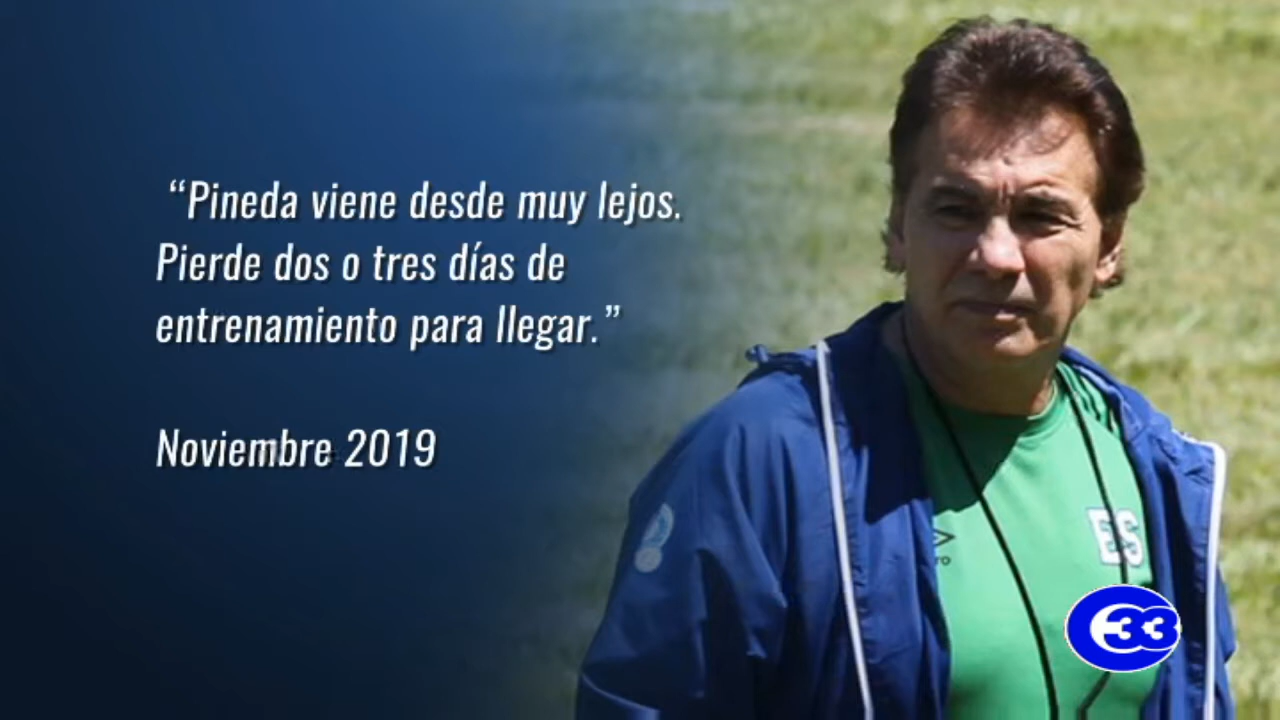 “Pineda viene desde muy lejos.
Pierde dos o tres días de
entrenamiento para llegar.”
Noviembre 2019
ES
33